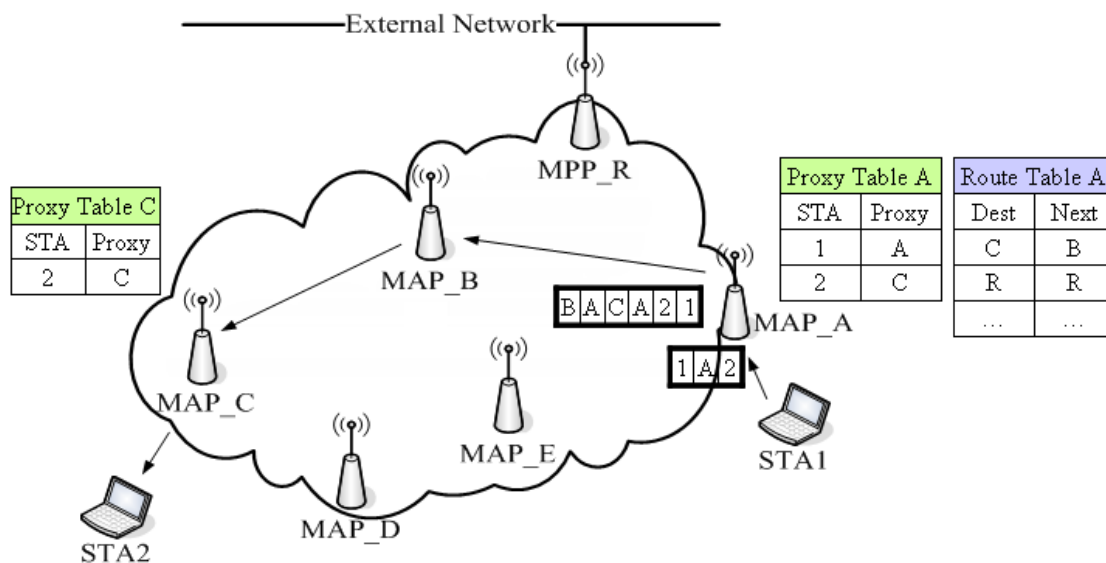 External Network
MPP_R
MAP_B
Proxy Table C
STA Proxy
2 C
Proxy Table A
STA Proxy
1 A
2 C
Route Table A
Dest Next
C B
R R
... ...
B A C A 2 1
MAP_A
1 A 2
MAP_C
MAP_E
STA1
MAP_D
STA2